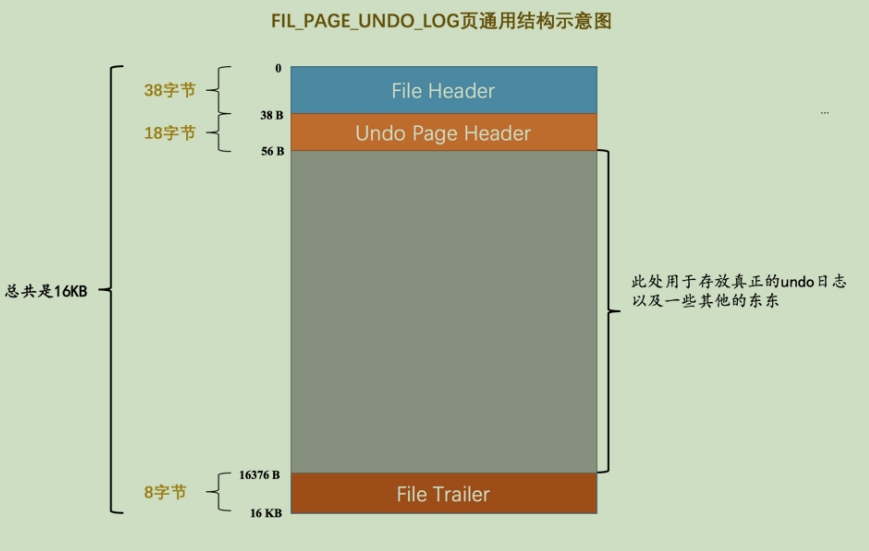 FIL_PAGE_UNDO_LOG页通用结构示意图
0
38字节
File Header
38 B
...
18字节
Undo Page Header
56 B
总共是16KB
此处用于存放真正的undo日志
以及一些其他的东东
16376 B
8字节
File Trailer
16 KB